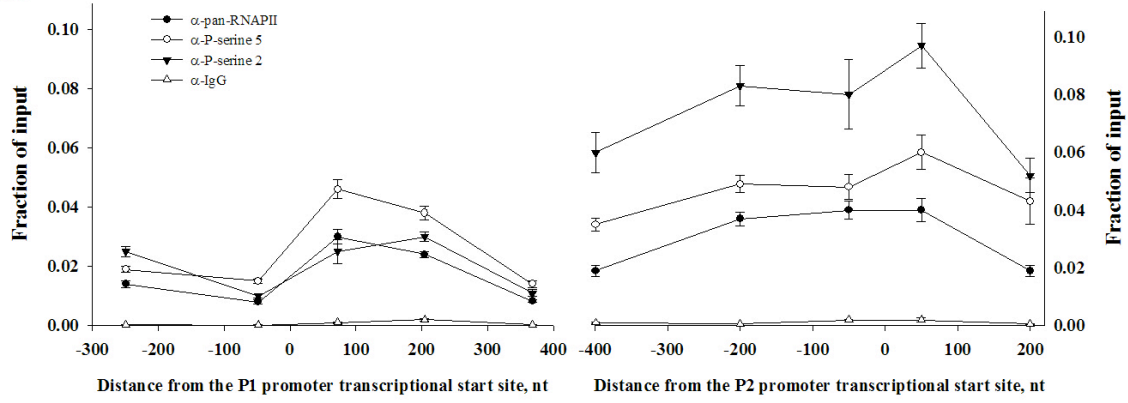 α-pan-RNAPII
α-P-serine 5
α-P-serine 2
α-IgG
Fraction of input
0.10
0.08
0.06
0.04
0.02
0.00
-300 -200 -100 0 100 200 300 400
Distance from the P1 promoter transcriptional start site, nt
-400 -300 -200 -100 0 100 200
Distance from the P2 promoter transcriptional start site, nt
0.10
0.08
0.06
0.04
0.02
0.00
Fraction of input